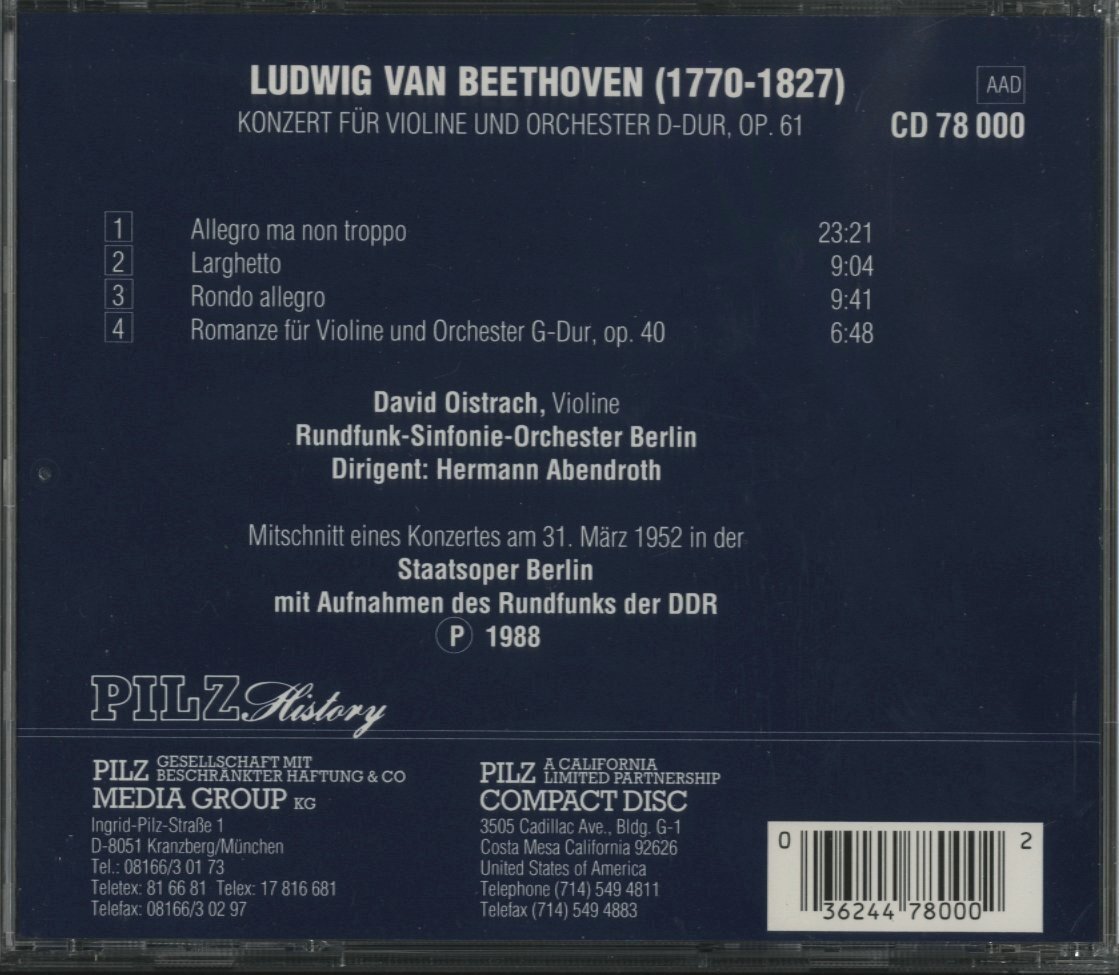 LUDWIG VAN BEETHOVEN (1770-1827)
AAD
KONZERT FÜR VIOLINE UND ORCHESTER D-DUR, OP. 61
CD 78 000
1 Allegro ma non troppo 23:21
2 Larghetto 9:04
3 Rondo allegro 9:41
4 Romanze für Violine und Orchester G-Dur, op. 40 6:48
David Oistrach, Violine
Rundfunk-Sinfonie-Orchester Berlin
Dirigent: Hermann Abendroth
Mitschnitt eines Konzertes am 31. März 1952 in der
Staatsoper Berlin
mit Aufnahmen des Rundfunks der DDR
Ⓟ 1988
PILZ History
PILZ GESELLSCHAFT MIT
BESCHRÄNKTER HAFTUNG & CO
MEDIA GROUP KG
Ingrid-Pilz-Straße 1
D-8051 Kranzberg/München
Tel.: 08166/3 01 73
Teletex: 81 66 81 Telex: 17 816 681
Telefax: 08166/3 02 97
PILZ A CALIFORNIA
LIMITED PARTNERSHIP
COMPACT DISC
3505 Cadillac Ave., Bldg. G-1
Costa Mesa California 92626
United States of America
Telephone (714) 549 4811
Telefax (714) 549 4883
0 36244 78000 2